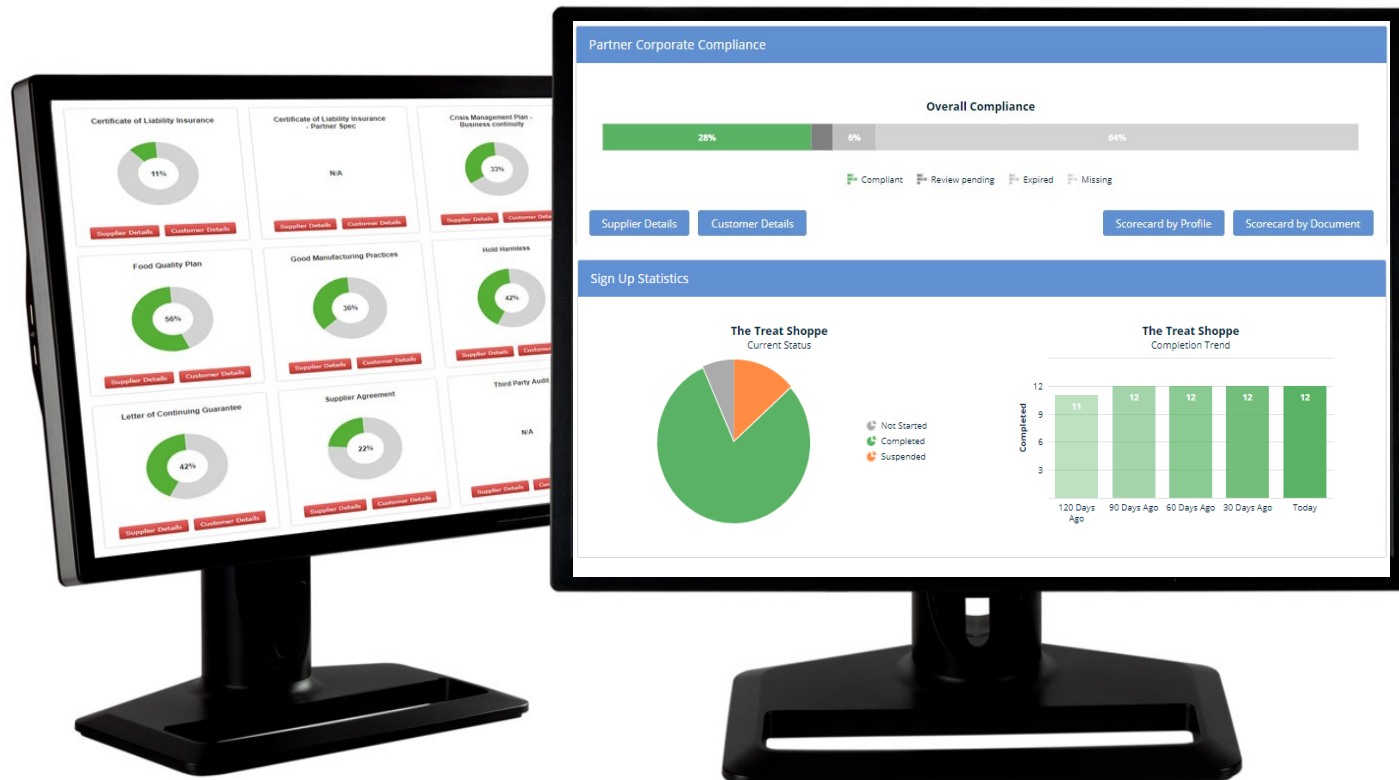 Certificate of Liability Insurance
11%
Supplier Details
Customer Details
Certificate of Liability Insurance
- Partner Spec
N/A
Supplier Details
Customer Details
Crisis Management Plan -
Business continuity
33%
Supplier Details
Customer
Food Quality Plan
56%
Supplier Details
Customer Details
Good Manufacturing Practices
36%
Supplier Details
Customer Details
Hold Harmless
42%
Supplier Details
Letter of Continuing Guarantee
42%
Supplier Details
Customer Details
Supplier Agreement
22%
Supplier Details
Customer Details
Third Party Audit
N/A
Supplier Details
Partner Corporate Compliance
Overall Compliance
28%
6%
64%
Compliant
Review pending
Expired
Missing
Supplier Details
Customer Details
Scorecard by Profile
Scorecard by Document
Sign Up Statistics
The Treat Shoppe
Current Status
Not Started
Completed
Suspended
The Treat Shoppe
Completion Trend
Completed
12
9
6
3
11
12
12
12
12
120 Days
Ago
90 Days Ago
60 Days Ago
30 Days Ago
Today